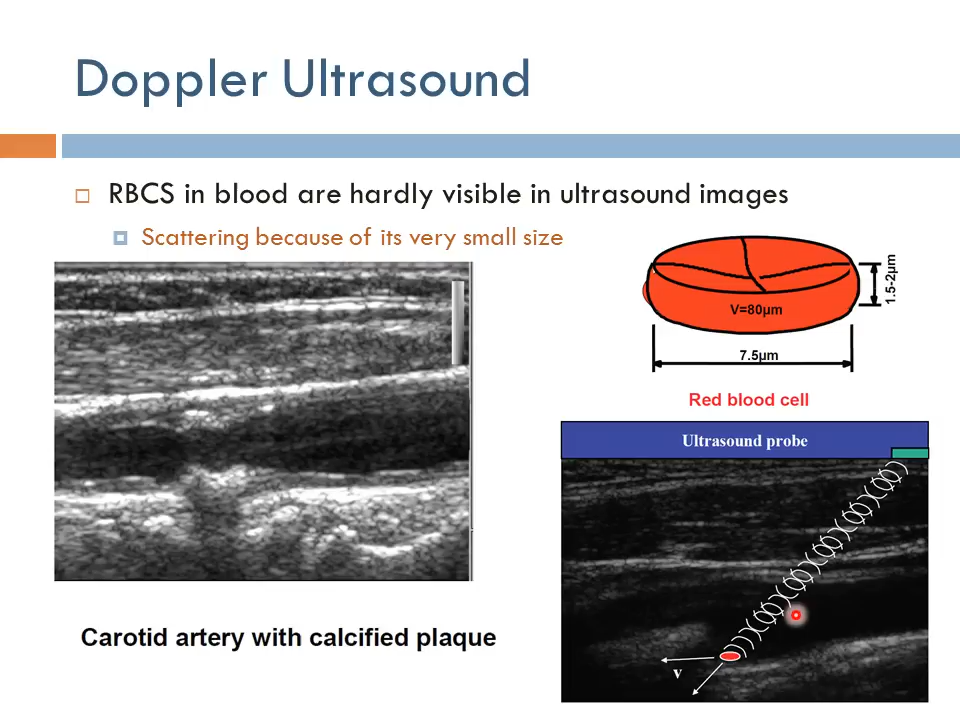 Doppler Ultrasound
RBCS in blood are hardly visible in ultrasound images
Scattering because of its very small size
V=80µm
1.5-2µm
7.5µm
Red blood cell
Ultrasound probe
v
Carotid artery with calcified plaque